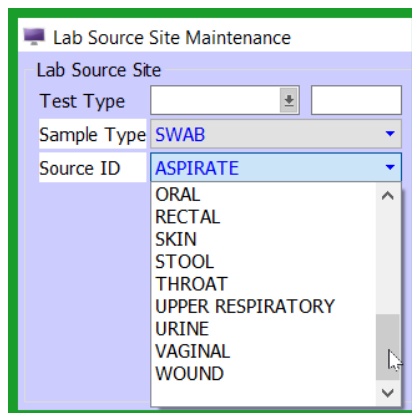 Lab Source Site Maintenance
Lab Source Site
Test Type
Sample Type SWAB
Source ID ASPIRATE
ORAL
RECTAL
SKIN
STOOL
THROAT
UPPER RESPIRATORY
URINE
VAGINAL
WOUND